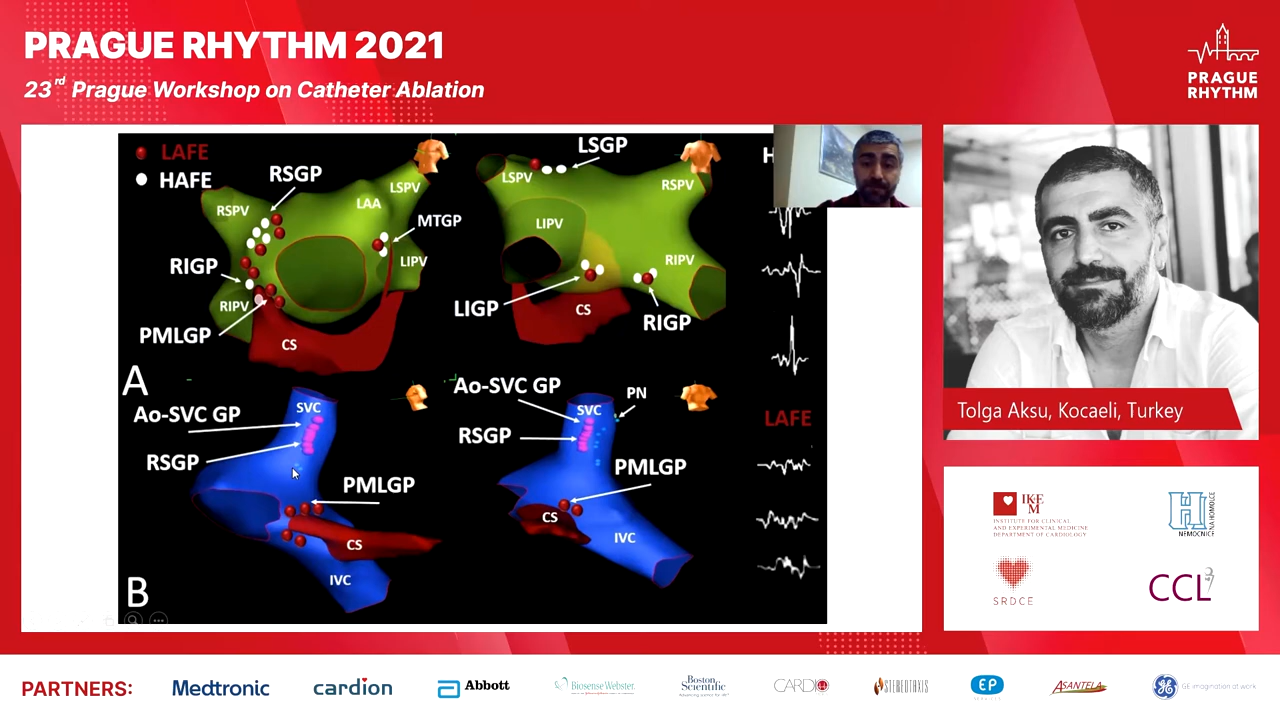 PRAGUE RHYTHM 2021
23rd Prague Workshop on Catheter Ablation
PRAGUE
RHYTHM
LAFE
HAFE
RSGP
RSPV
LAA
LSPV
MTGP
LIPV
RIGP
RIPV
PMLGP
CS
A
LSGP
LSPV
RSPV
LIPV
RIPV
LIGP
CS
RIGP
H
Ao-SVC GP
SVC
RSGP
PMLGP
CS
IVC
B
Ao-SVC GP
PN
SVC
RSGP
PMLGP
CS
IVC
LAFE
Tolga Aksu, Kocaeli, Turkey
IKEM
INSTITUTE FOR CLINICAL
AND EXPERIMENTAL MEDICINE
DEPARTMENT OF CARDIOLOGY
NEMOCNICE
NA HOMOLCE
SRDCE
CCL
PARTNERS:
Medtronic
cardion
Abbott
Biosense Webster
Boston
Scientific
CARDIO
STEREOTAXIS
EP
ASANTELA
GE imagination at work